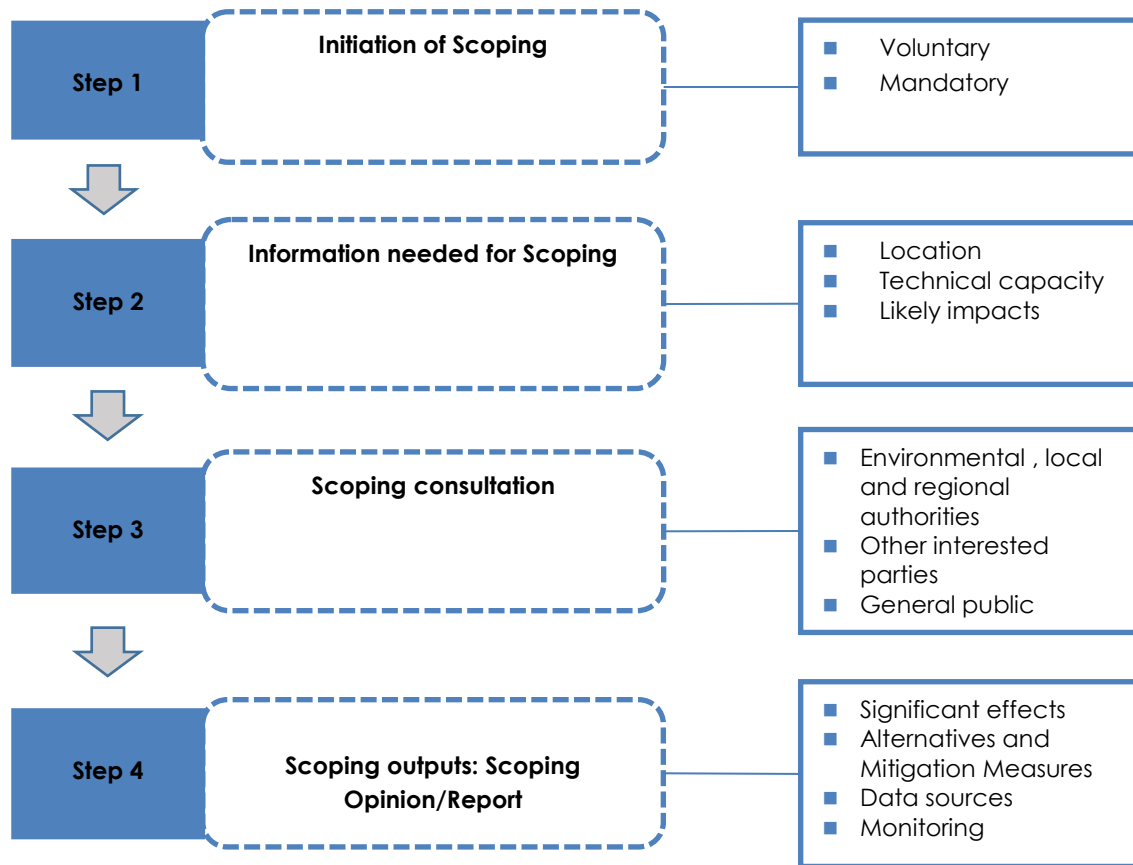 Step 1
Initiation of Scoping
Voluntary
Mandatory
Step 2
Information needed for Scoping
Location
Technical capacity
Likely impacts
Step 3
Scoping consultation
Environmental , local
and regional
authorities
Other interested
parties
General public
Step 4
Scoping outputs: Scoping
Opinion/Report
Significant effects
Alternatives and
Mitigation Measures
Data sources
Monitoring